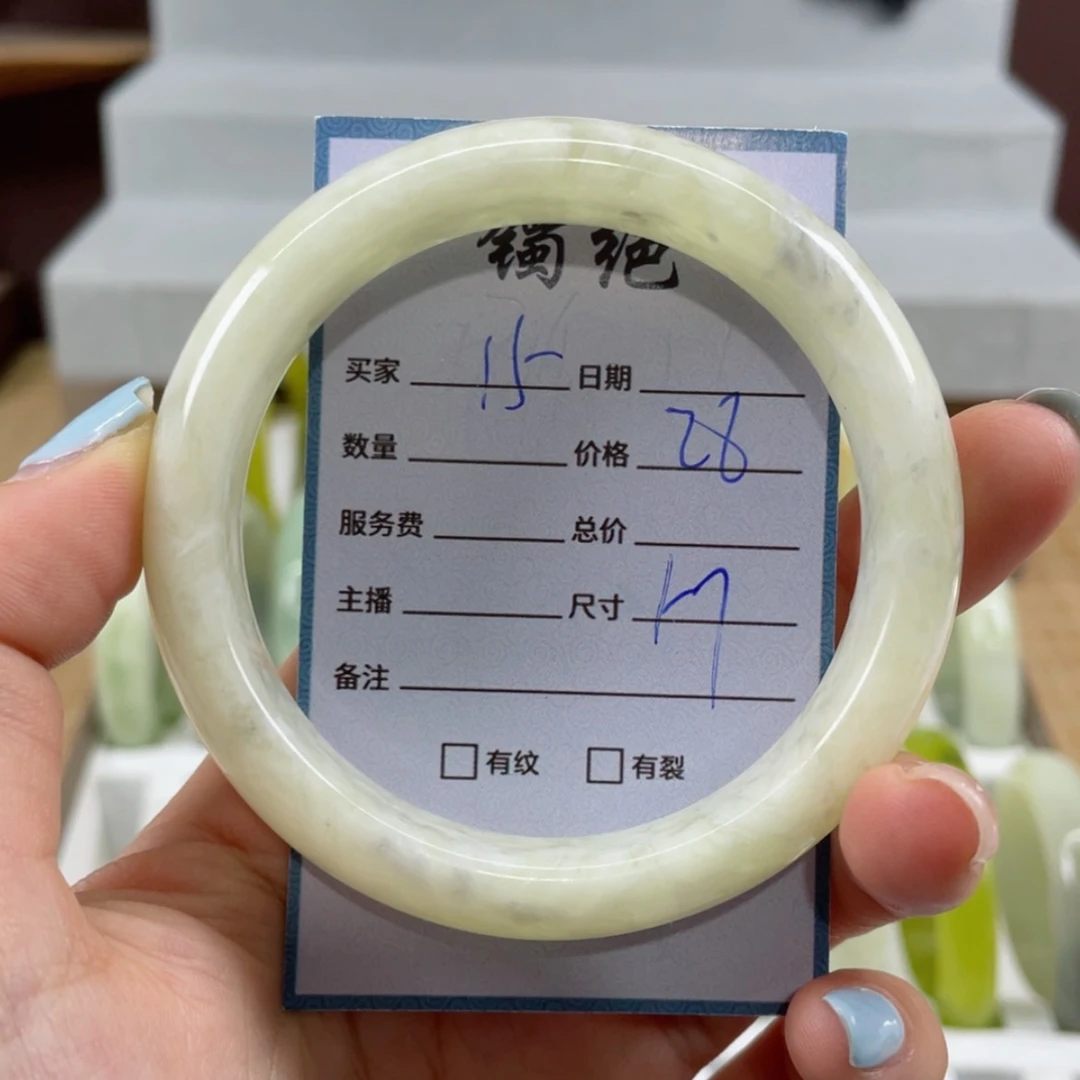 镯
买家 15 日期
数量 价格 28
服务费 总价
主播 尺寸 17
备注
□ 有纹 □ 有裂